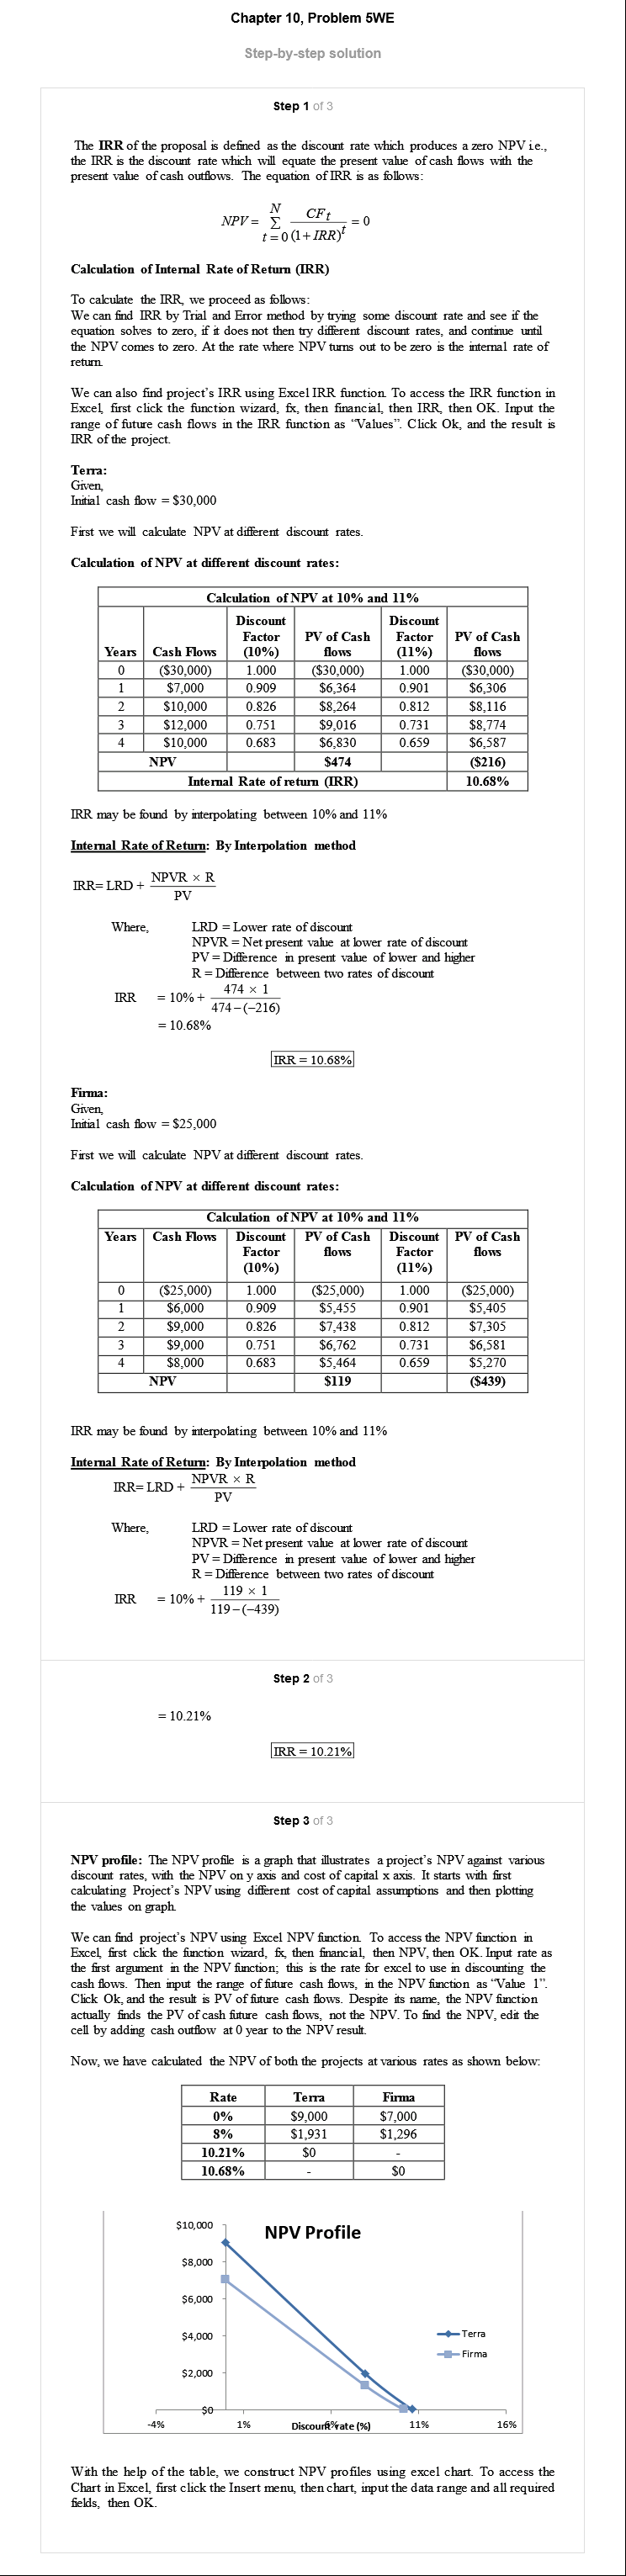 Chapter 10, Problem 5WE
Step-by-step solution
Step 1 of 3
The IRR of the proposal is defined as the discount rate which produces a zero NPV i.e.,
the IRR is the discount rate which will equate the present value of cash flows with the
present value of cash outflows. The equation of IRR is as follows:
NPV = N Σ t = 0 CFt / (1 + IRR)^t = 0
Calculation of Internal Rate of Return (IRR)
To calculate the IRR, we proceed as follows:
We can find IRR by Trial and Error method by trying some discount rate and see if the
equation solves to zero, if it does not then try different discount rates, and continue until
the NPV comes to zero. At the rate where NPV turns out to be zero is the internal rate of
return.
We can also find project's IRR using Excel IRR function. To access the IRR function in
Excel, first click the function wizard, fx, then financial, then IRR, then OK. Input the
range of future cash flows in the IRR function as "Values". Click Ok, and the result is
IRR of the project.
Terra:
Given,
Initial cash flow = $30,000
First we will calculate NPV at different discount rates.
Calculation of NPV at different discount rates:
Calculation of NPV at 10% and 11%
Years Cash Flows Discount Factor (10%) PV of Cash flows Discount Factor (11%) PV of Cash flows
0 ($30,000) 1.000 ($30,000) 1.000 ($30,000)
1 $7,000 0.909 $6,364 0.901 $6,306
2 $10,000 0.826 $8,264 0.812 $8,116
3 $12,000 0.751 $9,016 0.731 $8,774
4 $10,000 0.683 $6,830 0.659 $6,587
NPV $474 ($216)
Internal Rate of return (IRR) 10.68%
IRR may be found by interpolating between 10% and 11%
Internal Rate of Return: By Interpolation method
IRR= LRD + NPVR × R / PV
Where, LRD = Lower rate of discount
NPVR = Net present value at lower rate of discount
PV = Difference in present value of lower and higher
R = Difference between two rates of discount
IRR = 10% + 474 × 1 / 474 – (–216)
= 10.68%
IRR = 10.68%
Firma:
Given,
Initial cash flow = $25,000
First we will calculate NPV at different discount rates.
Calculation of NPV at different discount rates:
Calculation of NPV at 10% and 11%
Years Cash Flows Discount Factor (10%) PV of Cash flows Discount Factor (11%) PV of Cash flows
0 ($25,000) 1.000 ($25,000) 1.000 ($25,000)
1 $6,000 0.909 $5,455 0.901 $5,405
2 $9,000 0.826 $7,438 0.812 $7,305
3 $9,000 0.751 $6,762 0.731 $6,581
4 $8,000 0.683 $5,464 0.659 $5,270
NPV $119 ($439)
IRR may be found by interpolating between 10% and 11%
Internal Rate of Return: By Interpolation method
IRR= LRD + NPVR × R / PV
Where, LRD = Lower rate of discount
NPVR = Net present value at lower rate of discount
PV = Difference in present value of lower and higher
R = Difference between two rates of discount
IRR = 10% + 119 × 1 / 119 – (–439)
Step 2 of 3
= 10.21%
IRR = 10.21%
Step 3 of 3
NPV profile: The NPV profile is a graph that illustrates a project's NPV against various
discount rates, with the NPV on y axis and cost of capital x axis. It starts with first
calculating Project's NPV using different cost of capital assumptions and then plotting
the values on graph.
We can find project's NPV using Excel NPV function. To access the NPV function in
Excel, first click the function wizard, fx, then financial, then NPV, then OK. Input rate as
the first argument in the NPV function; this is the rate for excel to use in discounting the
cash flows. Then input the range of future cash flows, in the NPV function as "Value 1".
Click Ok, and the result is PV of future cash flows. Despite its name, the NPV function
actually finds the PV of cash future cash flows, not the NPV. To find the NPV, edit the
cell by adding cash outflow at 0 year to the NPV result.
Now, we have calculated the NPV of both the projects at various rates as shown below:
Rate Terra Firma
0% $9,000 $7,000
8% $1,931 $1,296
10.21% $0 -
10.68% - $0
NPV Profile
$10,000
$8,000
$6,000
$4,000
$2,000
$0
Terra
Firma
-4% 1% 6% 11% 16%
Discount rate (%)
With the help of the table, we construct NPV profiles using excel chart. To access the
Chart in Excel, first click the Insert menu, then chart, input the data range and all required
fields, then OK.